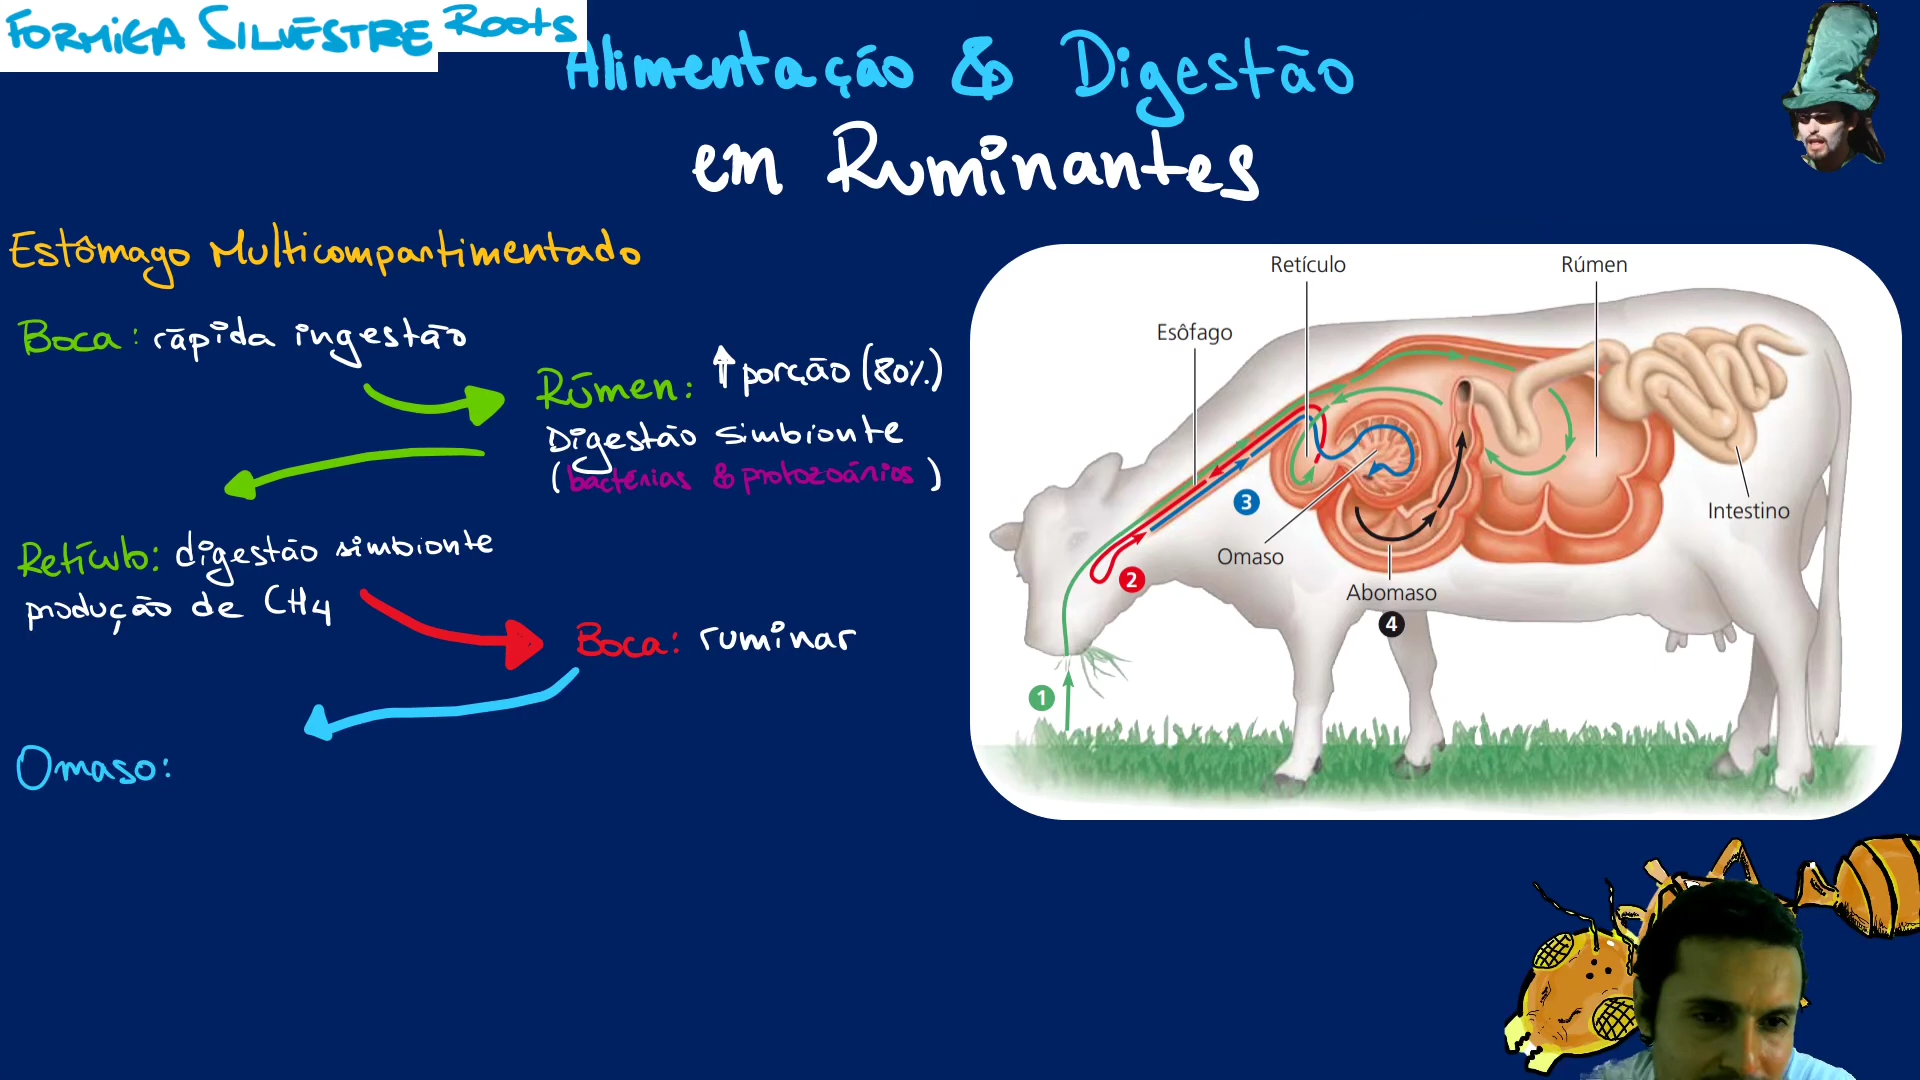 FORMIGA SILVESTRE Roots
Alimentação & Digestão
em Ruminantes
Estômago Multicompartimentado
Boca: rápida ingestão
Rúmen: ↑ porção (80%)
Digestão simbionte
(bactérias & protozoários)
Retículo: digestão simbionte
produção de CH4
Boca: ruminar
Omaso:
Retículo
Rúmen
Esôfago
3
Intestino
Omaso
2
Abomaso
4
1